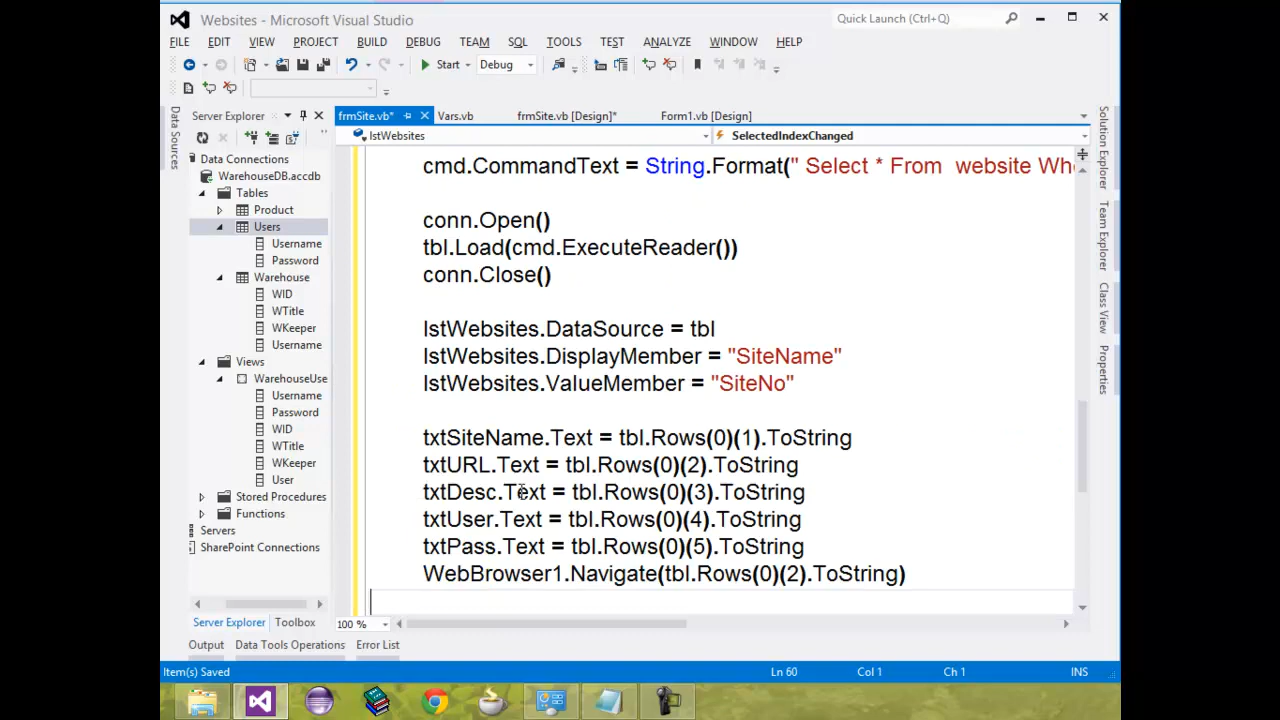 Websites - Microsoft Visual Studio
Quick Launch (Ctrl+Q)
FILE EDIT VIEW PROJECT BUILD DEBUG TEAM SQL TOOLS TEST ANALYZE WINDOW HELP
Start Debug
Data Sources
Server Explorer
Data Connections
WarehouseDB.accdb
Tables
Product
Users
Username
Password
Warehouse
WID
WTitle
WKeeper
Username
Views
WarehouseUse
Username
Password
WID
WTitle
WKeeper
User
Stored Procedures
Functions
Servers
SharePoint Connections
Server Explorer Toolbox
frmSite.vb* Vars.vb frmSite.vb [Design]* Form1.vb [Design]
lstWebsites SelectedIndexChanged
cmd.CommandText = String.Format(" Select * From  website Whe
conn.Open()
tbl.Load(cmd.ExecuteReader())
conn.Close()
lstWebsites.DataSource = tbl
lstWebsites.DisplayMember = "SiteName"
lstWebsites.ValueMember = "SiteNo"
txtSiteName.Text = tbl.Rows(0)(1).ToString
txtURL.Text = tbl.Rows(0)(2).ToString
txtDesc.Text = tbl.Rows(0)(3).ToString
txtUser.Text = tbl.Rows(0)(4).ToString
txtPass.Text = tbl.Rows(0)(5).ToString
WebBrowser1.Navigate(tbl.Rows(0)(2).ToString)
100 %
Solution Explorer
Team Explorer
Class View
Properties
Output Data Tools Operations Error List
Item(s) Saved Ln 60 Col 1 Ch 1 INS